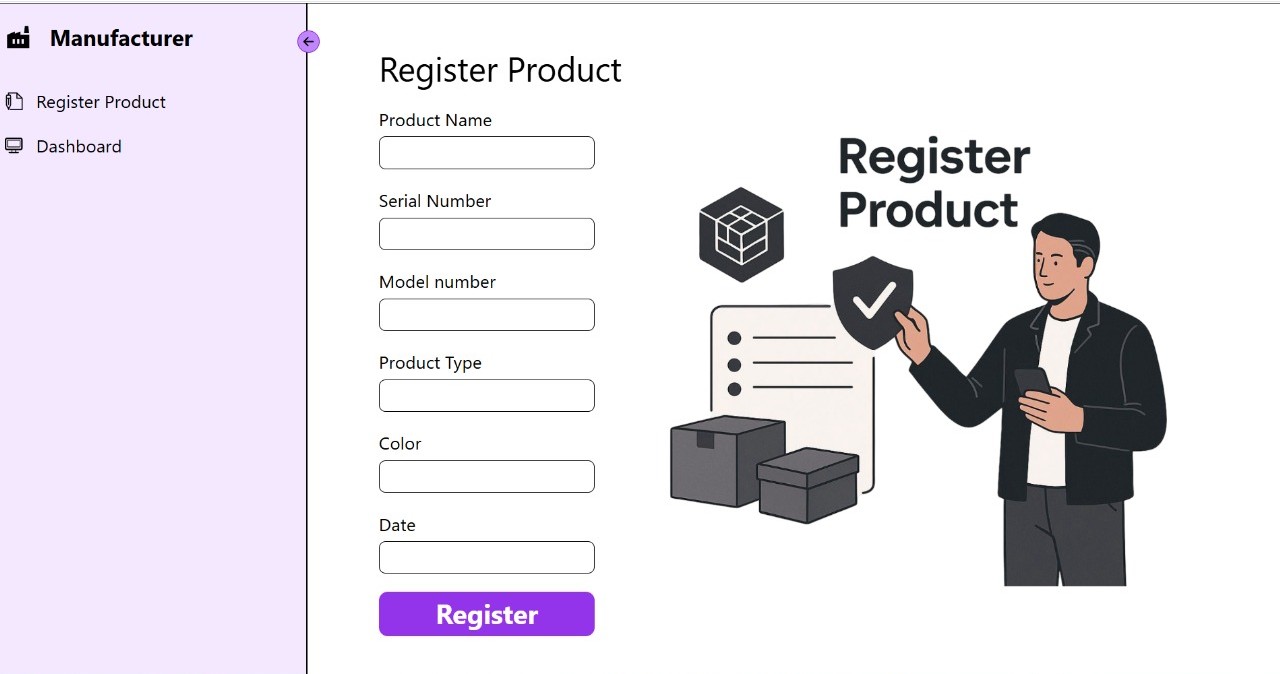 Manufacturer
Register Product
Dashboard
Register Product
Product Name
Serial Number
Model number
Product Type
Color
Date
Register
Register
Product